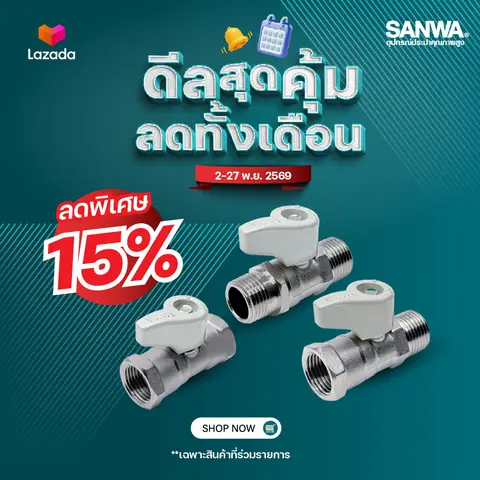 Lazada
SANWA®
อุปกรณ์ประปาคุณภาพสูง
ดีลสุดคุ้ม
ลดทั้งเดือน
2-27 พ.ย. 2569
ลดพิเศษ
15%
SHOP NOW
**เฉพาะสินค้าที่ร่วมรายการ